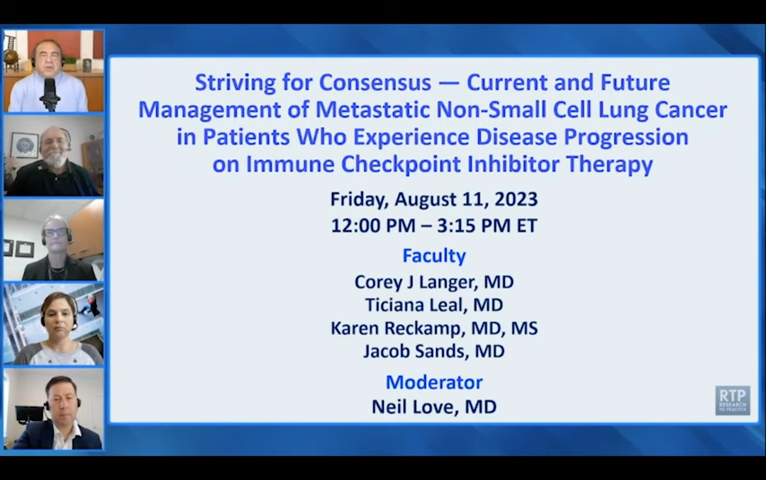 Striving for Consensus — Current and Future
Management of Metastatic Non-Small Cell Lung Cancer
in Patients Who Experience Disease Progression
on Immune Checkpoint Inhibitor Therapy
Friday, August 11, 2023
12:00 PM – 3:15 PM ET
Faculty
Corey J Langer, MD
Ticiana Leal, MD
Karen Reckamp, MD, MS
Jacob Sands, MD
Moderator
Neil Love, MD
RTP
RESEARCH
TO PRACTICE